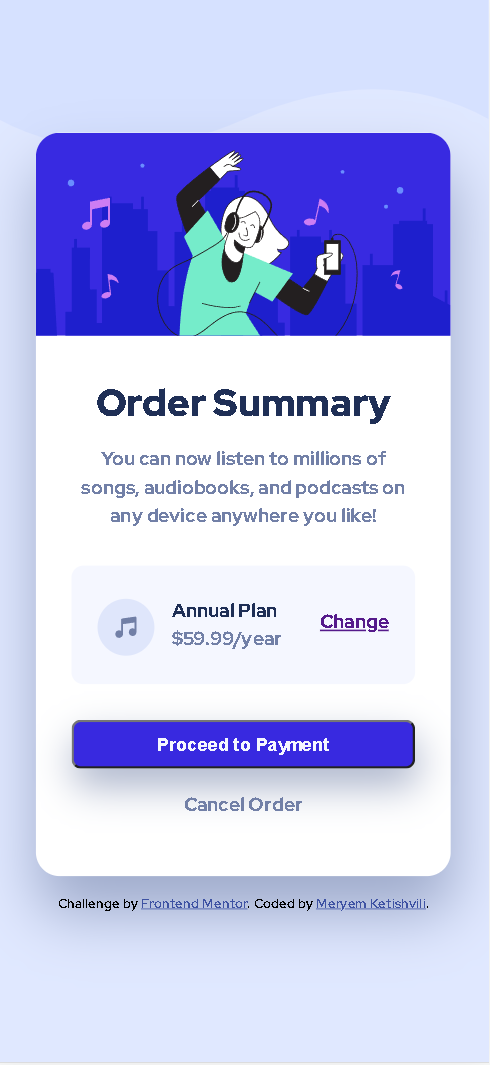 Order Summary
You can now listen to millions of
songs, audiobooks, and podcasts on
any device anywhere you like!
Annual Plan
$59.99/year
Change
Proceed to Payment
Cancel Order
Challenge by Frontend Mentor. Coded by Meryem Ketishvili.